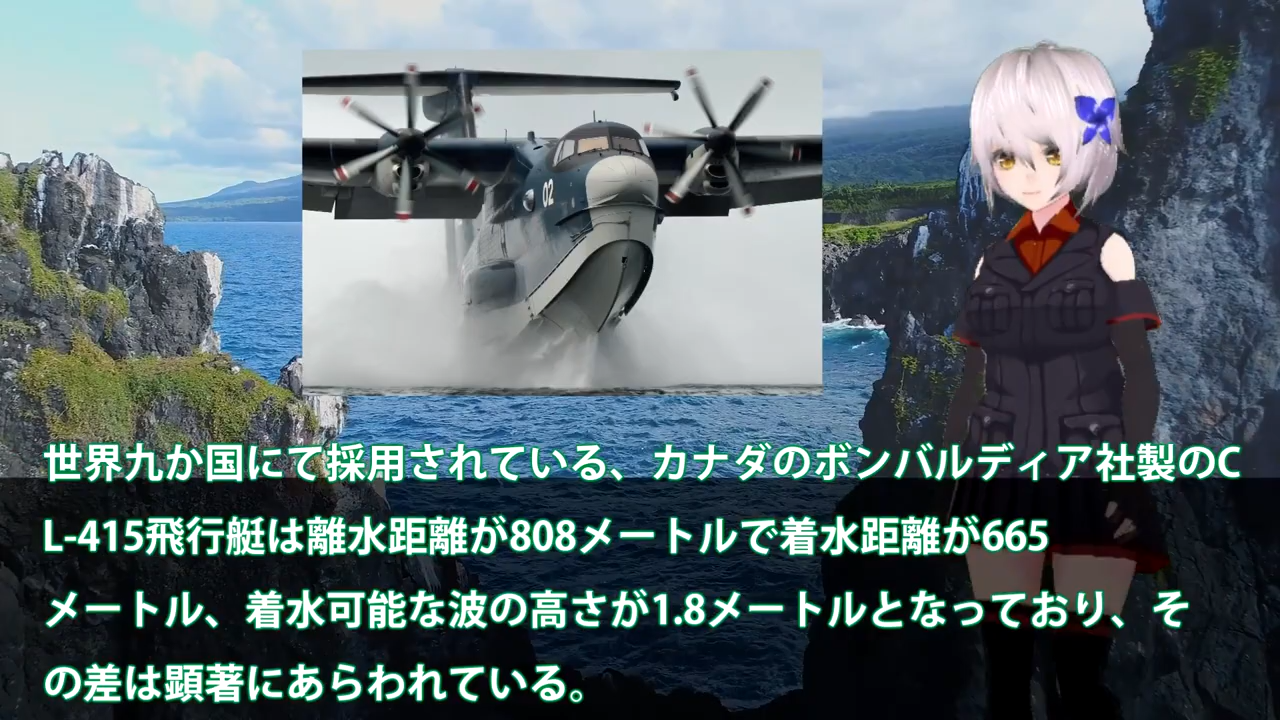 02
世界九か国にて採用されている、カナダのボンバルディア社製のC
L-415飛行艇は離水距離が808メートルで着水距離が665
メートル、着水可能な波の高さが1.8メートルとなっており、そ
の差は顕著にあらわれている。